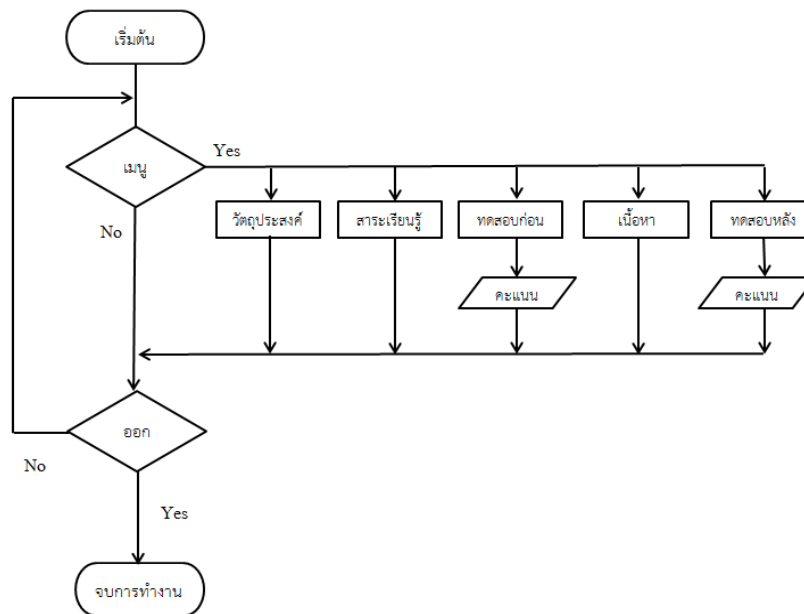 เริ่มต้น
เมนู
Yes
No
วัตถุประสงค์
สาระเรียนรู้
ทดสอบก่อน
เนื้อหา
ทดสอบหลัง
คะแนน
คะแนน
ออก
No
Yes
จบการทำงาน